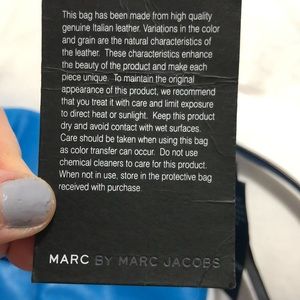 This bag has been made from high quality
genuine Italian leather. Variations in the color
and grain are the natural characteristics of
the leather. These characteristics enhance
the beauty of the product and make each
piece unique. To maintain the original
appearance of this product, we recommend
that you treat it with care and limit exposure
to direct heat or sunlight. Keep this product
dry and avoid contact with wet surfaces.
Care should be taken when using this bag
as color transfer can occur. Do not use
chemical cleaners to care for this product.
When not in use, store in the protective bag
received with purchase.
MARC BY MARC JACOBS